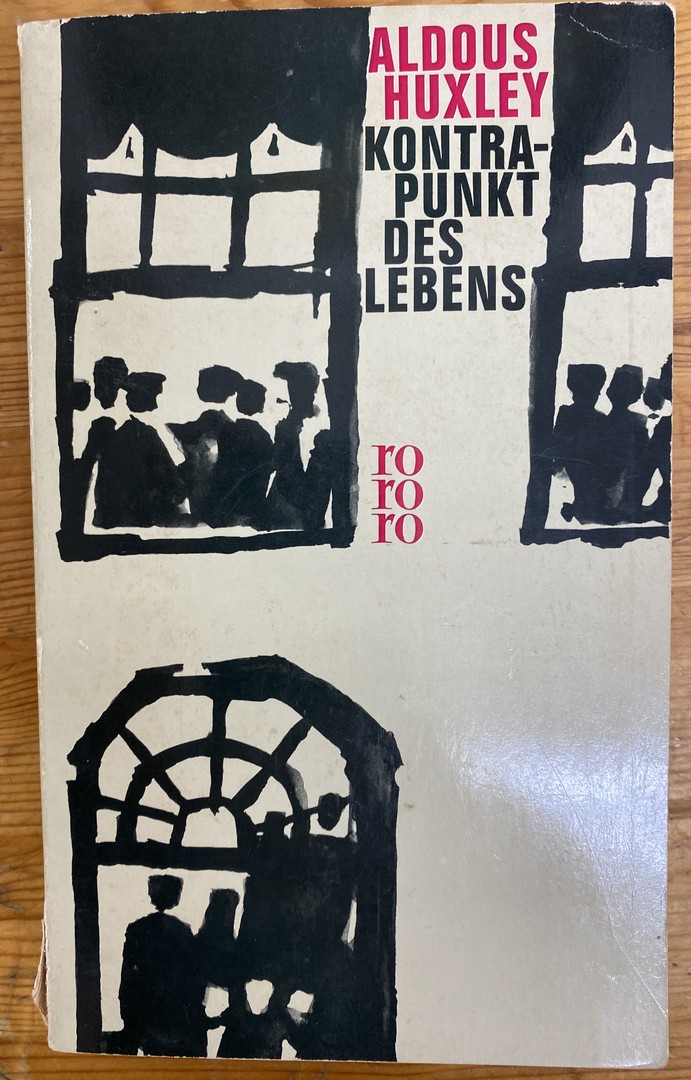 ALDOUS
HUXLEY
KONTRA-
PUNKT
DES
LEBENS
ro
ro
ro